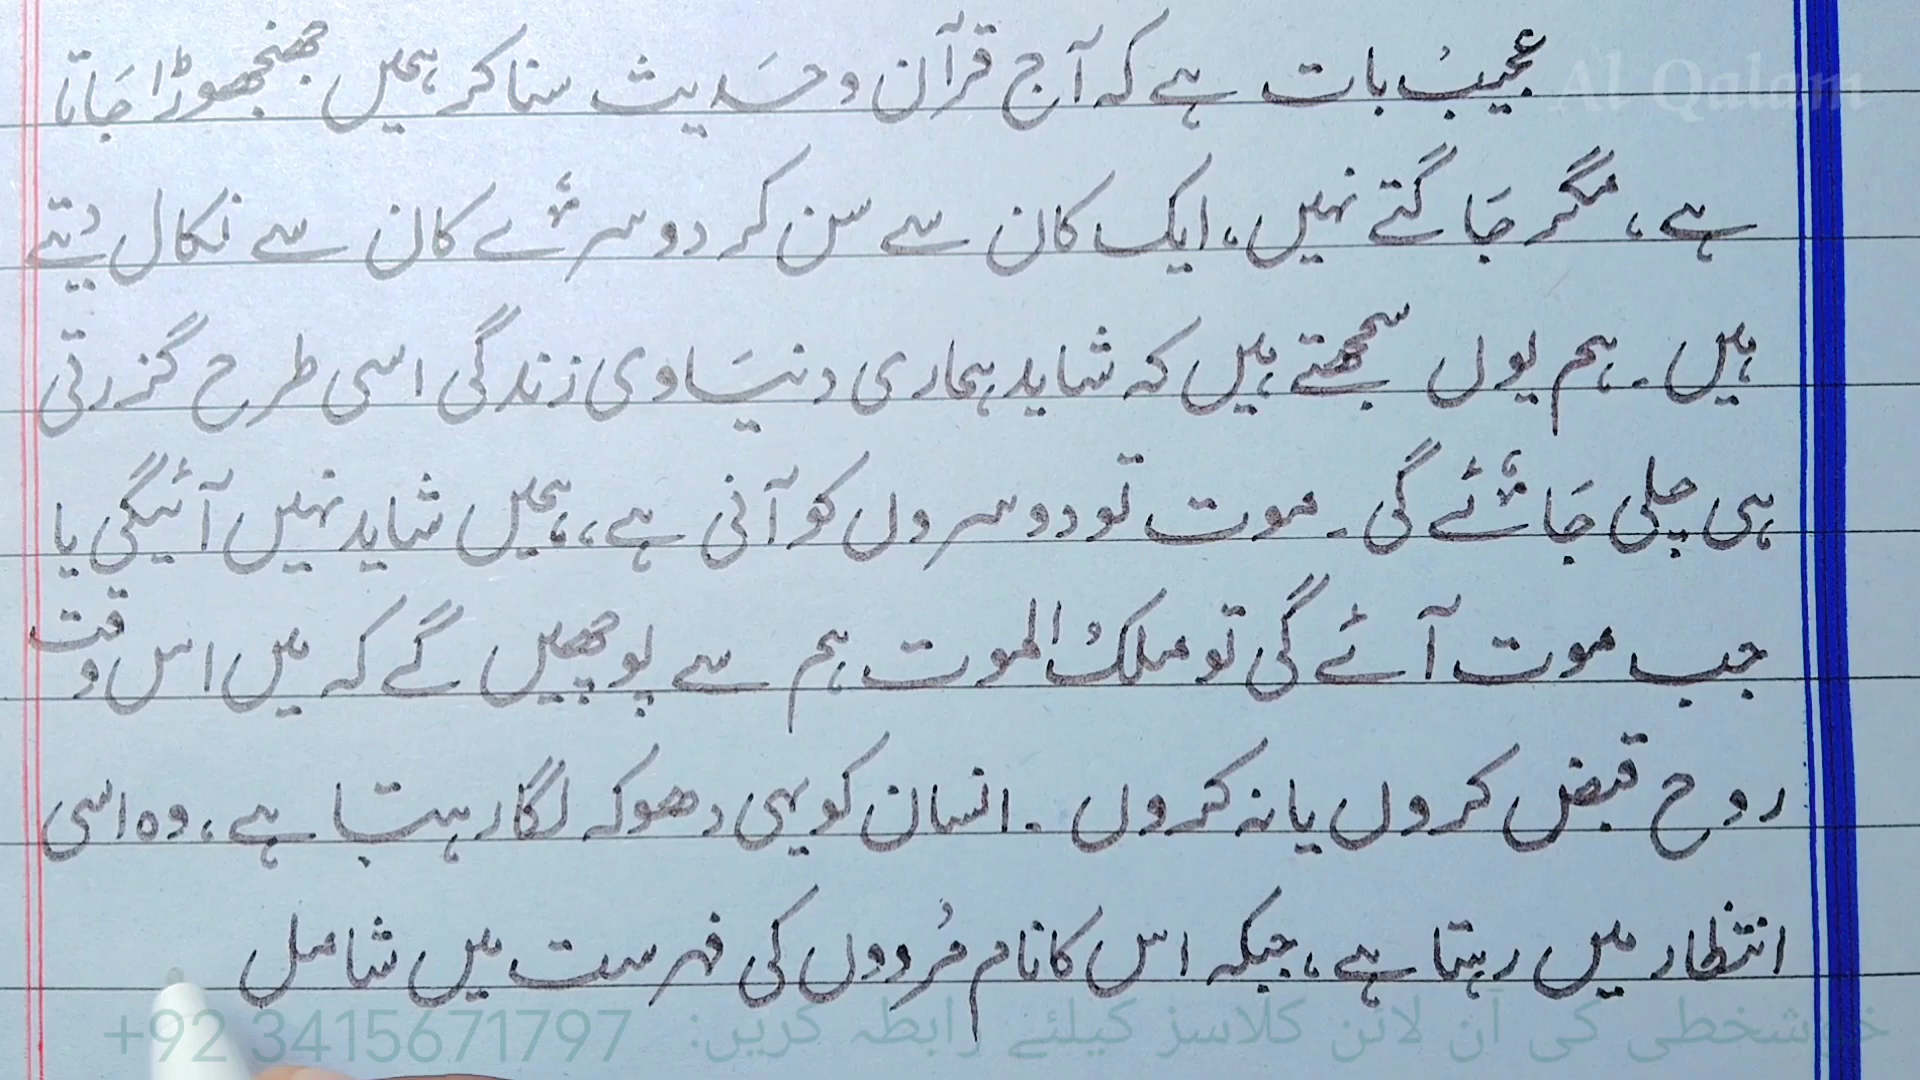 Al Qalam
عجیب بات ہے کہ آج قرآن و حدیث سنا کر ہمیں جھنجھوڑا جاتا
ہے، مگر جاگتے نہیں، ایک کان سے سن کر دوسرے کان سے نکال دیتے
ہیں۔ ہم یوں سمجھتے ہیں کہ شاید ہماری دنیاوی زندگی اسی طرح گزرتی
ہی چلی جائے گی۔ موت تو دوسروں کو آنی ہے، ہمیں شاید نہیں آئیگی یا
جب موت آئے گی تو ملکُ الموت ہم سے پوچھیں گے کہ میں اس وقت
روح قبض کروں یا نہ کروں۔ انسان کو یہی دھوکہ لگا رہتا ہے، وہ اسی
انتظار میں رہتا ہے، جبکہ اس کا نام مُردوں کی فہرست میں شامل
خوشخطی کی آن لائن کلاسز کیلئے رابطہ کریں: +92 3415671797